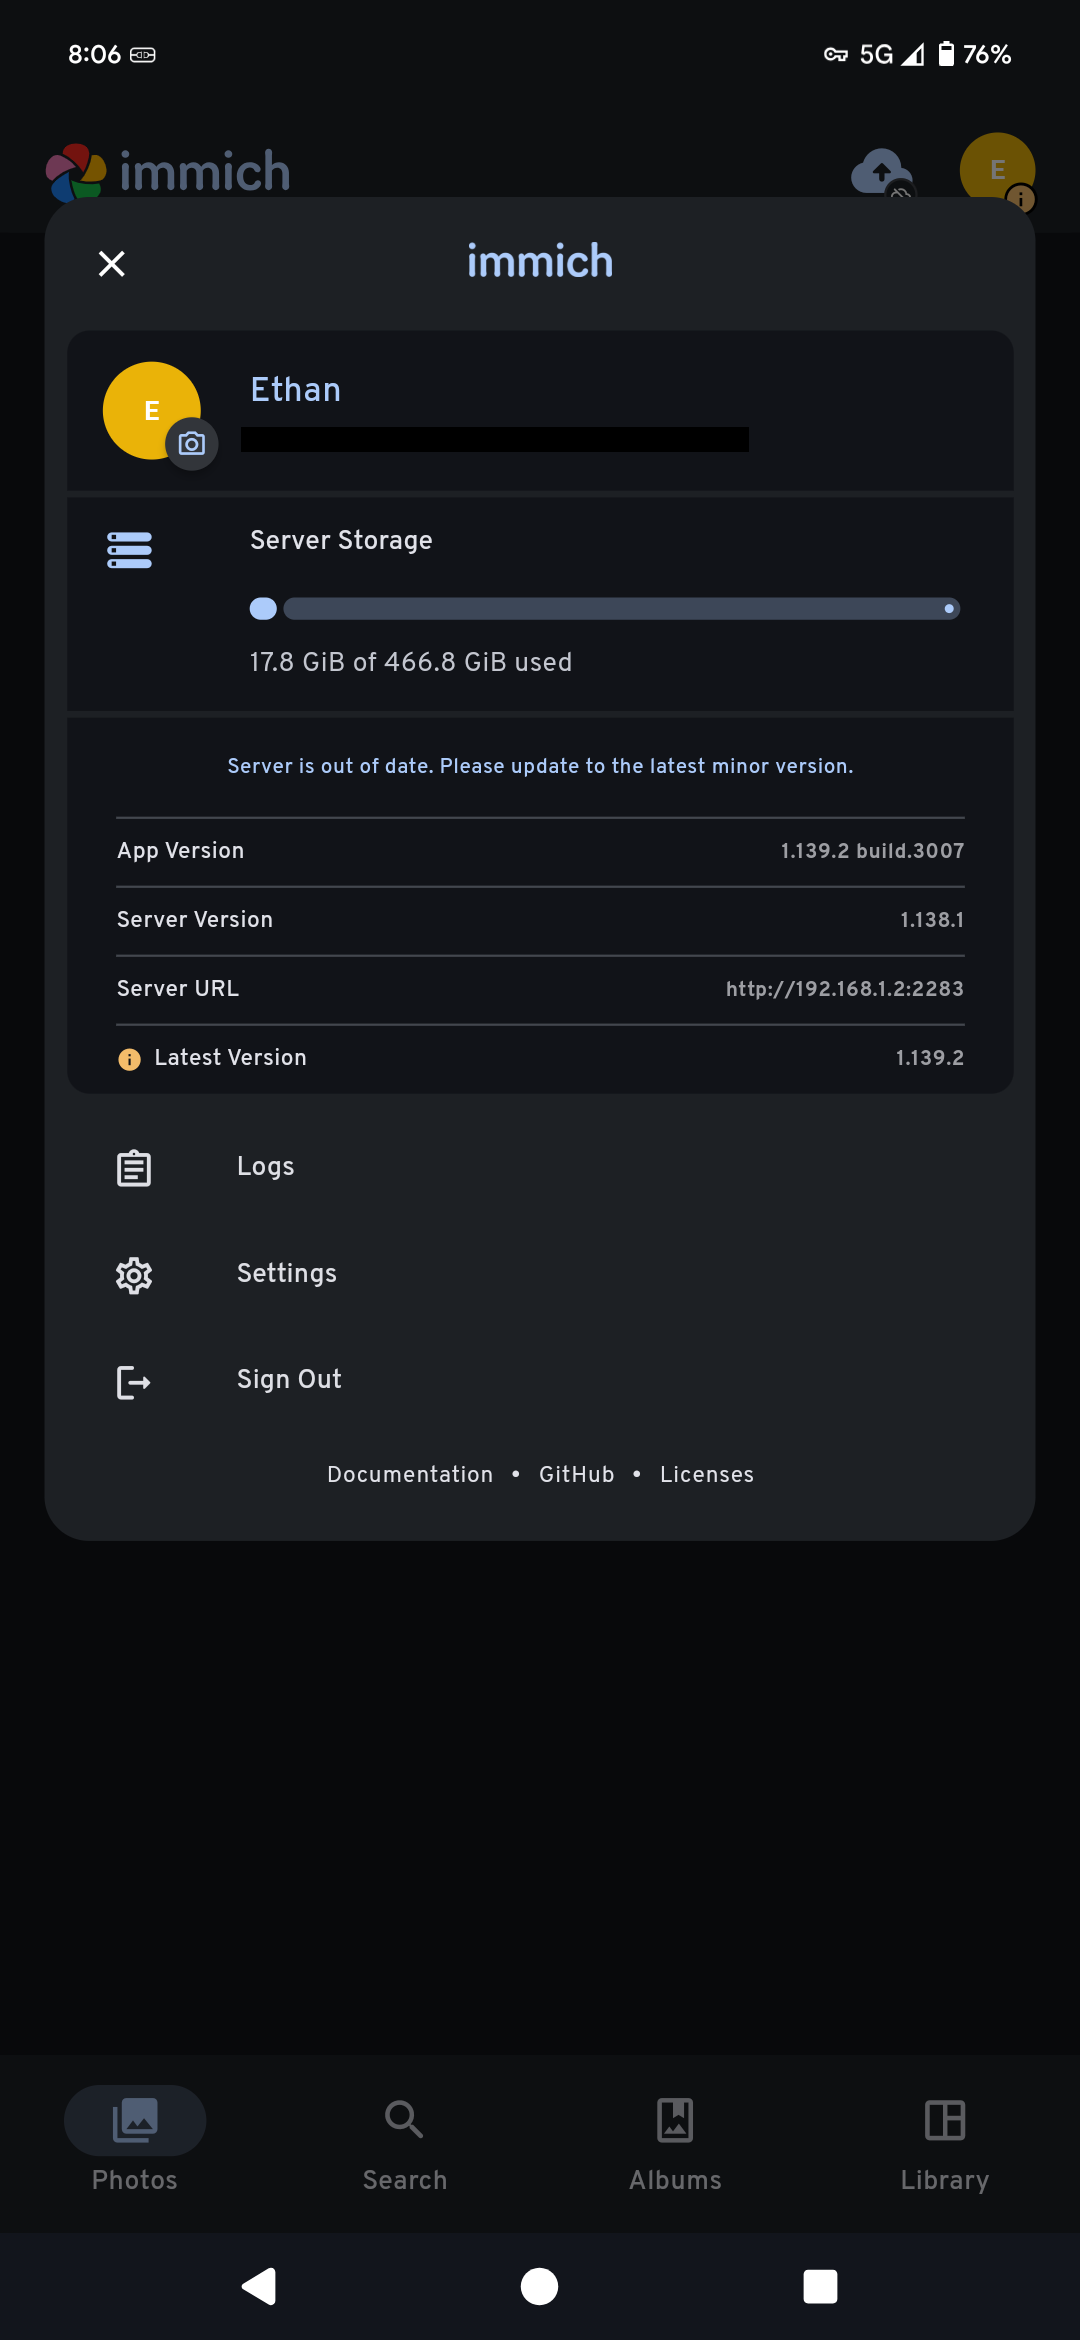 8:06 5G 76%
immich E
immich
E Ethan
Server Storage
17.8 GiB of 466.8 GiB used
Server is out of date. Please update to the latest minor version.
App Version 1.139.2 build.3007
Server Version 1.138.1
Server URL http://192.168.1.2:2283
Latest Version 1.139.2
Logs
Settings
Sign Out
Documentation • GitHub • Licenses
Photos Search Albums Library